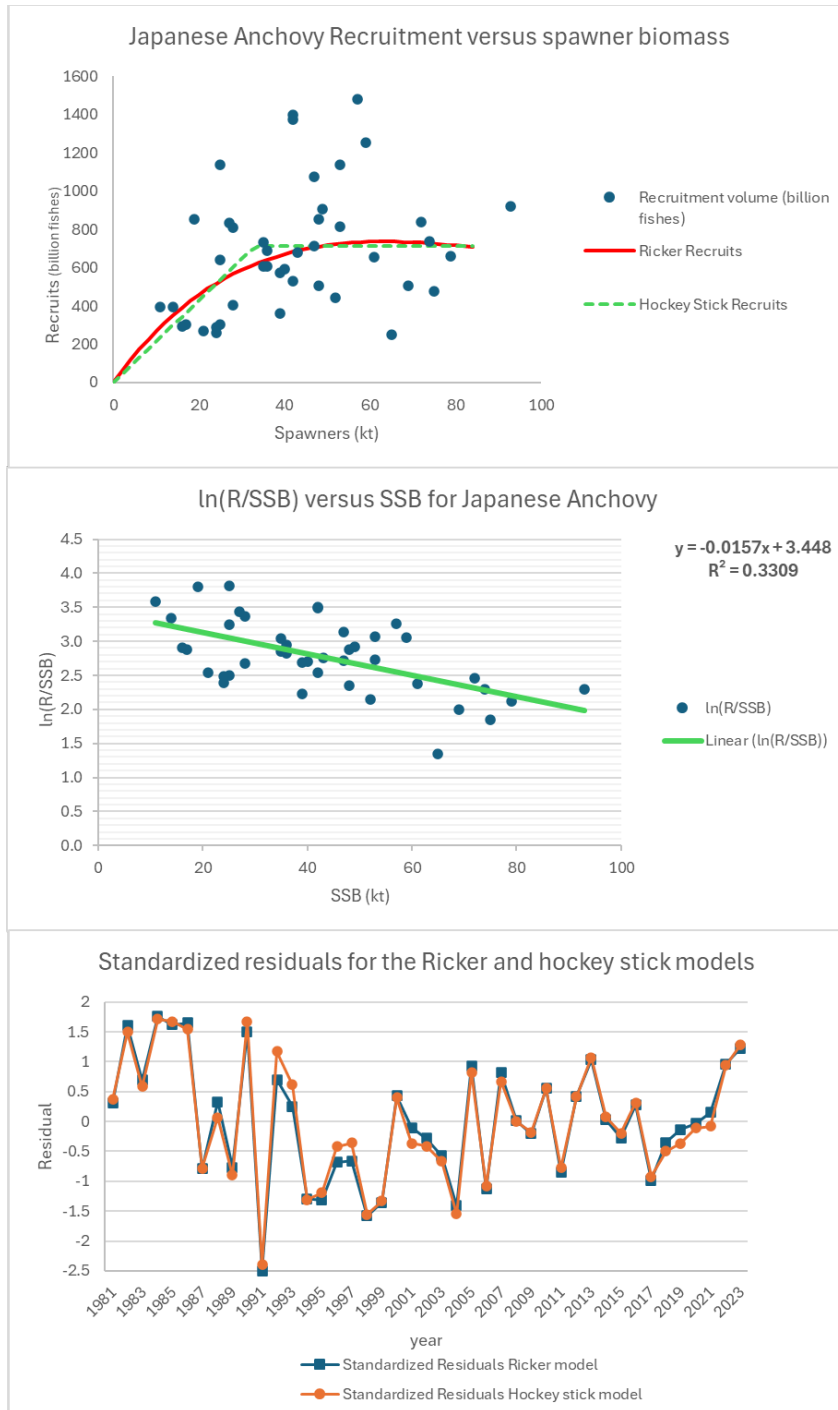 Japanese Anchovy Recruitment versus spawner biomass
1600
1400
1200
1000
800
600
400
200
0
Recruits (billion fishes)
0 20 40 60 80 100
Spawners (kt)
Recruitment volume (billion
fishes)
Ricker Recruits
Hockey Stick Recruits
ln(R/SSB) versus SSB for Japanese Anchovy
y = -0.0157x + 3.448
R² = 0.3309
4.5
4.0
3.5
3.0
2.5
2.0
1.5
1.0
0.5
0.0
ln(R/SSB)
0 20 40 60 80 100
SSB (kt)
ln(R/SSB)
Linear (ln(R/SSB))
Standardized residuals for the Ricker and hockey stick models
2
1.5
1
0.5
0
-0.5
-1
-1.5
-2
-2.5
Residual
1981 1983 1985 1987 1989 1991 1993 1995 1997 1999 2001 2003 2005 2007 2009 2011 2013 2015 2017 2019 2021 2023
year
Standardized Residuals Ricker model
Standardized Residuals Hockey stick model